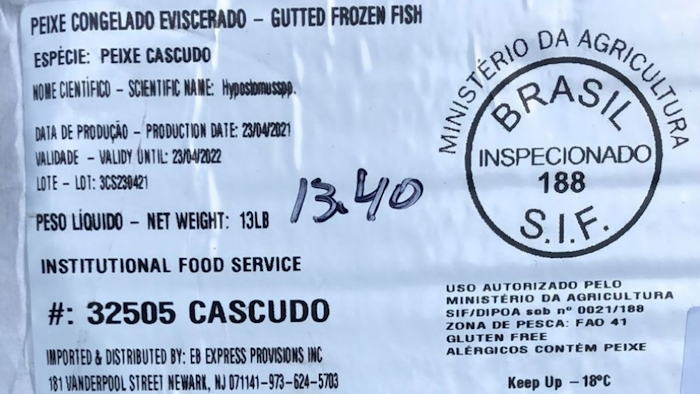 PEIXE CONGELADO EVISCERADO - GUTTED FROZEN FISH
ESPÉCIE: PEIXE CASCUDO
NOME CIENTÍFICO - SCIENTIFIC NAME: Hypostomusspp.
DATA DE PRODUÇÃO - PRODUCTION DATE: 23/04/2021
VALIDADE - VALIDY UNTIL: 23/04/2022
LOTE - LOT: 3CS230421
PESO LÍQUIDO - NET WEIGHT: 13LB
13.40
INSTITUTIONAL FOOD SERVICE
#: 32505 CASCUDO
IMPORTED & DISTRIBUTED BY: EB EXPRESS PROVISIONS INC
181 VANDERPOOL STREET NEWARK, NJ 071141-973-624-5703
MINISTÉRIO DA AGRICULTURA
BRASIL
INSPECIONADO
188
S.I.F.
USO AUTORIZADO PELO
MINISTÉRIO DA AGRICULTURA
SIF/DIPOA sob nº 0021/188
ZONA DE PESCA: FAO 41
GLUTEN FREE
ALÉRGICOS CONTÉM PEIXE
Keep Up - 18ºC